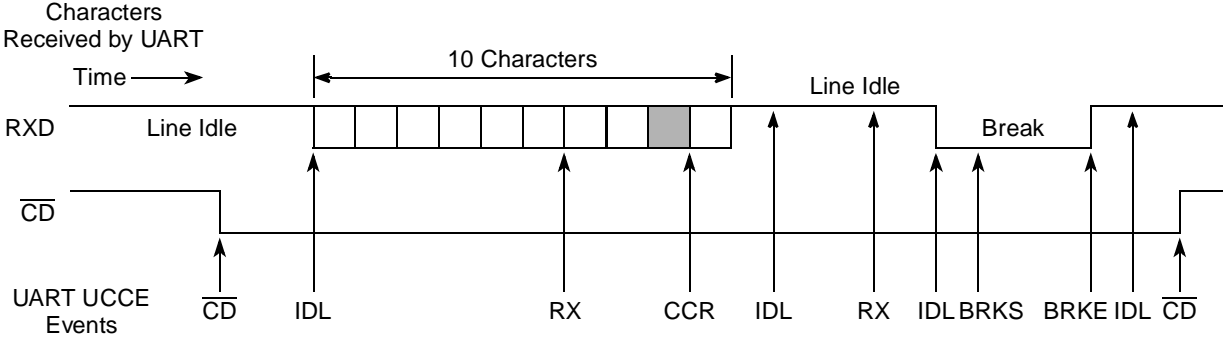 Characters
Received by UART
10 Characters
Time
Line Idle
RXD
Line Idle
Break
CD
UART UCCE
Events
CD
IDL
RX
CCR
IDL
RX
IDL
BRKS
BRKE
IDL
CD